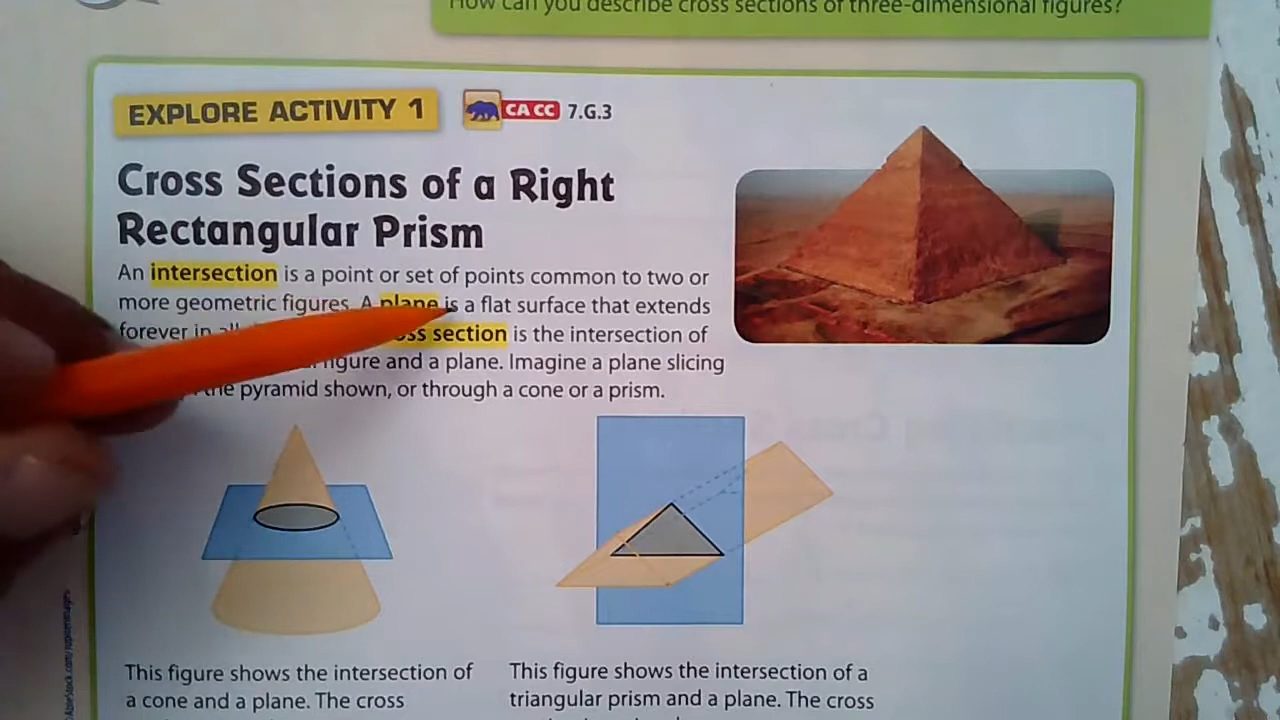 How can you describe cross sections of three-dimensional figures?
EXPLORE ACTIVITY 1
CA CC 7.G.3
Cross Sections of a Right
Rectangular Prism
An intersection is a point or set of points common to two or
more geometric figures. A plane is a flat surface that extends
forever in section is the intersection of
figure and a plane. Imagine a plane slicing
the pyramid shown, or through a cone or a prism.
This figure shows the intersection of
a cone and a plane. The cross
This figure shows the intersection of a
triangular prism and a plane. The cross